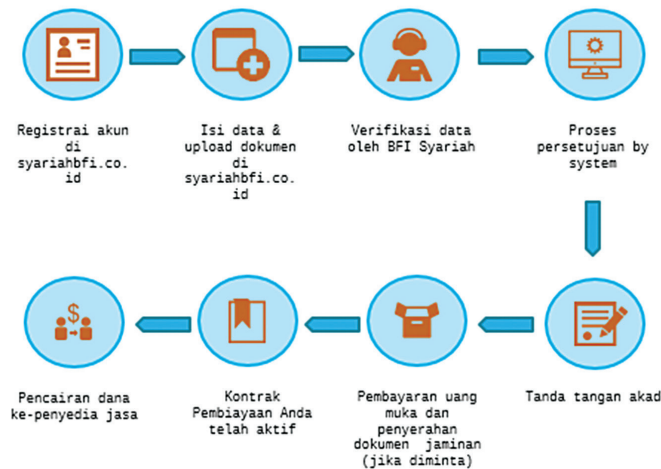 Registrai akun
di
syariahbfi.co.
id
Isi data &
upload dokumen
di
syariahbfi.co.
id
Verifikasi data
oleh BFI Syariah
Proses
persetujuan by
system
Tanda tangan akad
Pembayaran uang
muka dan
penyerahan
dokumen jaminan
(jika diminta)
Kontrak
Pembiayaan Anda
telah aktif
$
Pencairan dana
ke-penyedia jasa